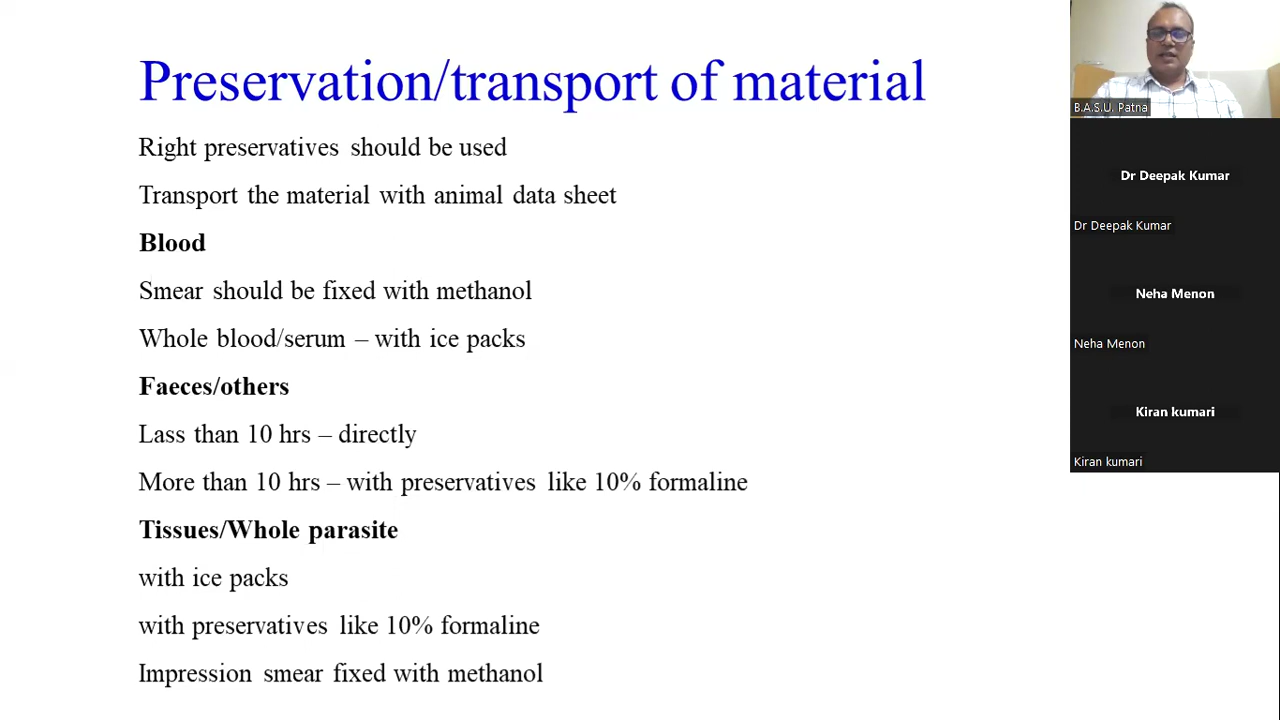 Preservation/transport of material
Right preservatives should be used
Transport the material with animal data sheet
Blood
Smear should be fixed with methanol
Whole blood/serum – with ice packs
Faeces/others
Lass than 10 hrs – directly
More than 10 hrs – with preservatives like 10% formaline
Tissues/Whole parasite
with ice packs
with preservatives like 10% formaline
Impression smear fixed with methanol
B.A.S.U. Patna
Dr Deepak Kumar
Dr Deepak Kumar
Neha Menon
Neha Menon
Kiran kumari
Kiran kumari